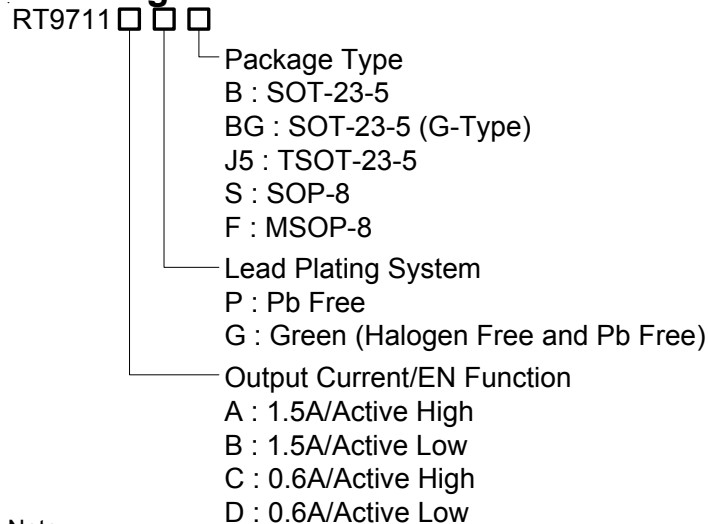 RT9711
Package Type
B : SOT-23-5
BG : SOT-23-5 (G-Type)
J5 : TSOT-23-5
S : SOP-8
F : MSOP-8
Lead Plating System
P : Pb Free
G : Green (Halogen Free and Pb Free)
Output Current/EN Function
A : 1.5A/Active High
B : 1.5A/Active Low
C : 0.6A/Active High
D : 0.6A/Active Low